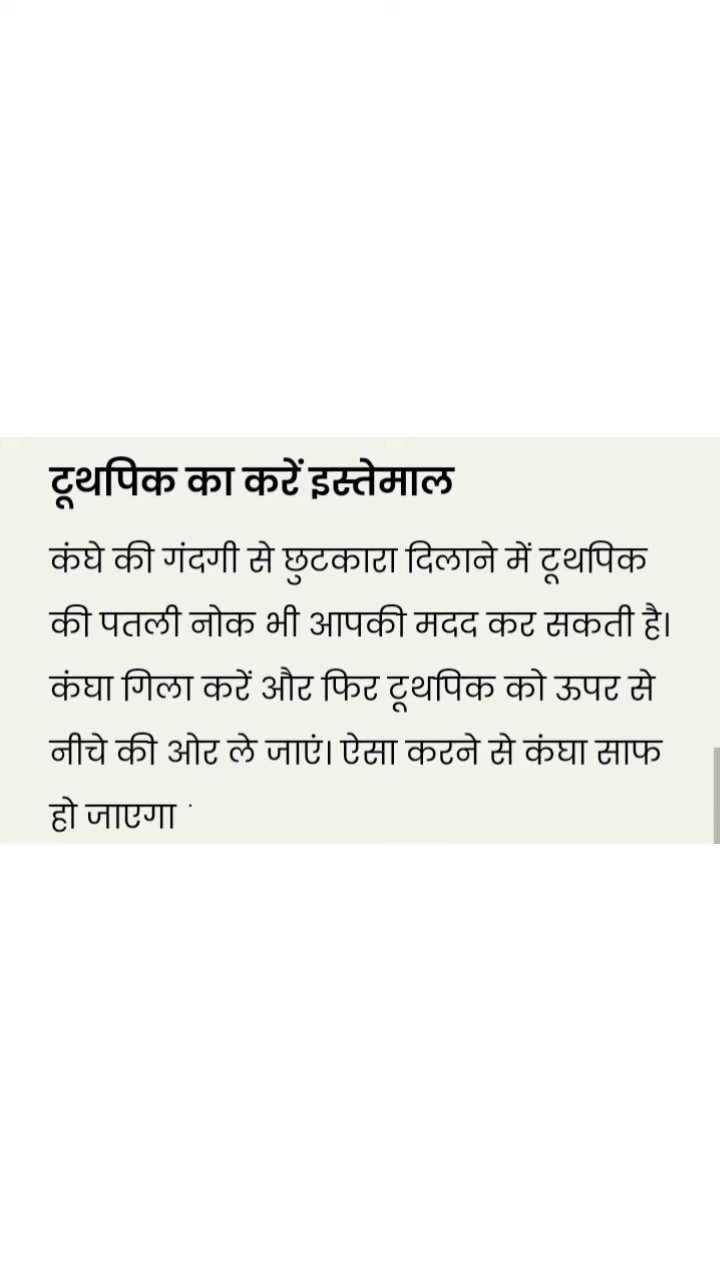 टूथपिक का करें इस्तेमाल
कंघे की गंदगी से छुटकारा दिलाने में टूथपिक
की पतली नोक भी आपकी मदद कर सकती है।
कंघा गिला करें और फिर टूथपिक को ऊपर से
नीचे की ओर ले जाएं। ऐसा करने से कंघा साफ
हो जाएगा